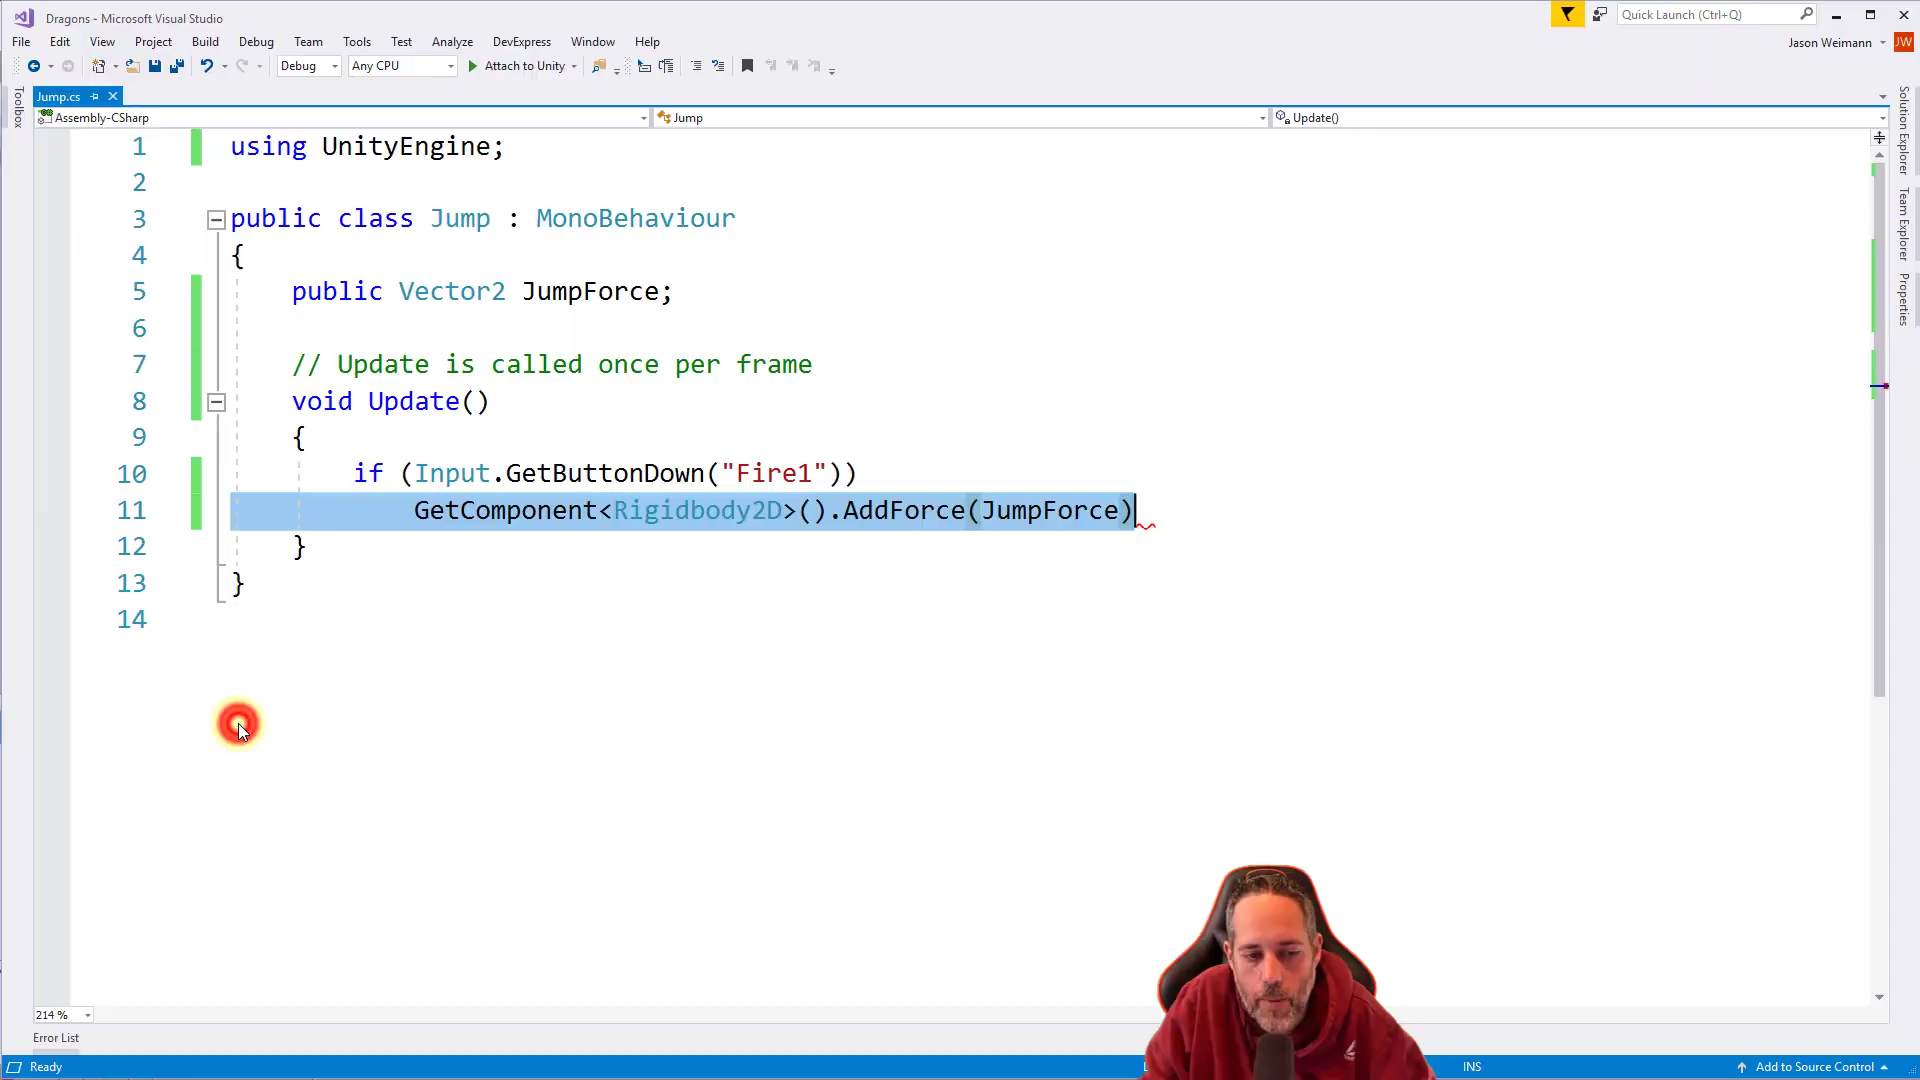 Dragons - Microsoft Visual Studio
Quick Launch (Ctrl+Q)
File Edit View Project Build Debug Team Tools Test Analyze DevExpress Window Help
Jason Weimann JW
Debug Any CPU Attach to Unity
Toolbox
Jump.cs
Assembly-CSharp Jump Update()
1 using UnityEngine;
2
3 public class Jump : MonoBehaviour
4 {
5 public Vector2 JumpForce;
6
7 // Update is called once per frame
8 void Update()
9 {
10 if (Input.GetButtonDown("Fire1"))
11 GetComponent<Rigidbody2D>().AddForce(JumpForce)
12 }
13 }
14
Solution Explorer
Team Explorer
Properties
214 %
Error List
Ready INS Add to Source Control